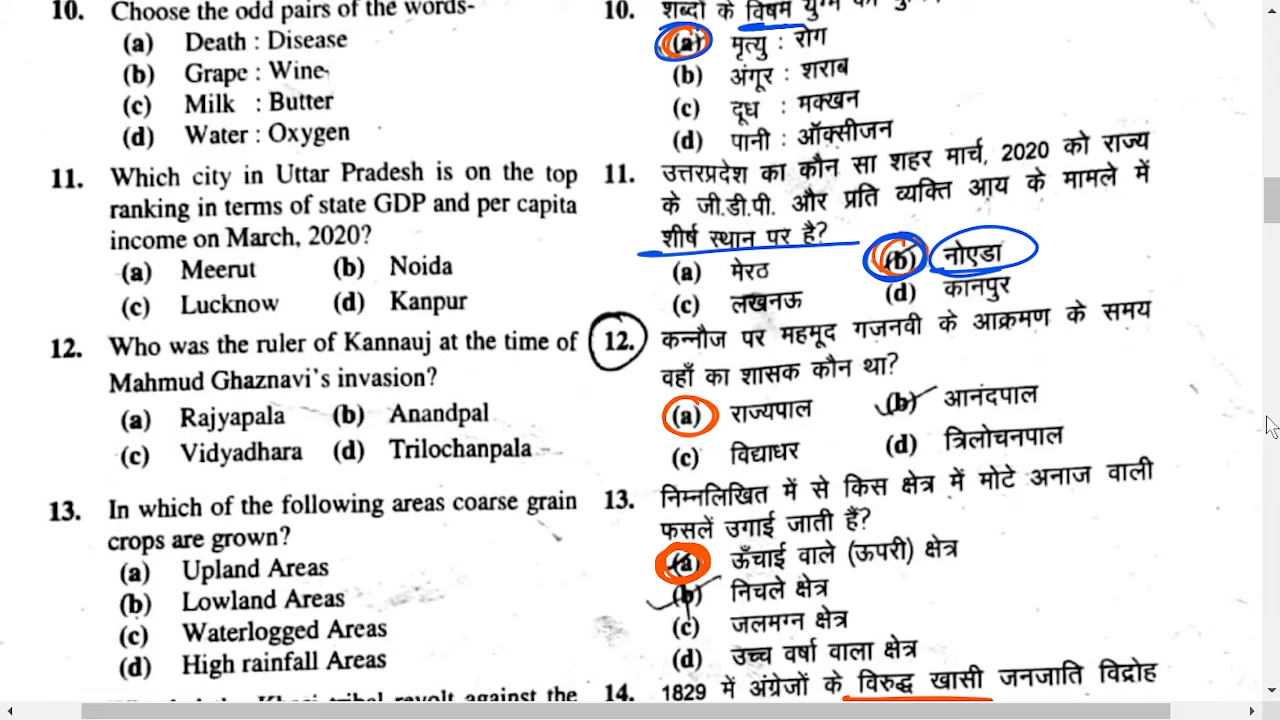 10. Choose the odd pairs of the words-
(a) Death : Disease
(b) Grape : Wine
(c) Milk : Butter
(d) Water : Oxygen
11. Which city in Uttar Pradesh is on the top
ranking in terms of state GDP and per capita
income on March, 2020?
(a) Meerut (b) Noida
(c) Lucknow (d) Kanpur
12. Who was the ruler of Kannauj at the time of
Mahmud Ghaznavi's invasion?
(a) Rajyapala (b) Anandpal
(c) Vidyadhara (d) Trilochanpala
13. In which of the following areas coarse grain
crops are grown?
(a) Upland Areas
(b) Lowland Areas
(c) Waterlogged Areas
(d) High rainfall Areas
tribal revolt against the
10. शब्दों के विषम युग्म
(a) मृत्यु : रोग
(b) अंगूर : शराब
(c) दूध : मक्खन
(d) पानी : ऑक्सीजन
11. उत्तरप्रदेश का कौन सा शहर मार्च, 2020 को राज्य
के जी.डी.पी. और प्रति व्यक्ति आय के मामले में
शीर्ष स्थान पर है?
(a) मेरठ (b) नोएडा
(c) लखनऊ (d) कानपुर
12. कन्नौज पर महमूद गज़नवी के आक्रमण के समय
वहाँ का शासक कौन था?
(a) राज्यपाल (b) आनंदपाल
(c) विद्याधर (d) त्रिलोचनपाल
13. निम्नलिखित में से किस क्षेत्र में मोटे अनाज वाली
फसलें उगाई जाती हैं?
(a) ऊँचाई वाले (ऊपरी) क्षेत्र
(b) निचले क्षेत्र
(c) जलमग्न क्षेत्र
(d) उच्च वर्षा वाला क्षेत्र
14. 1829 में अंग्रेजों के विरुद्ध खासी जनजाति विद्रोह